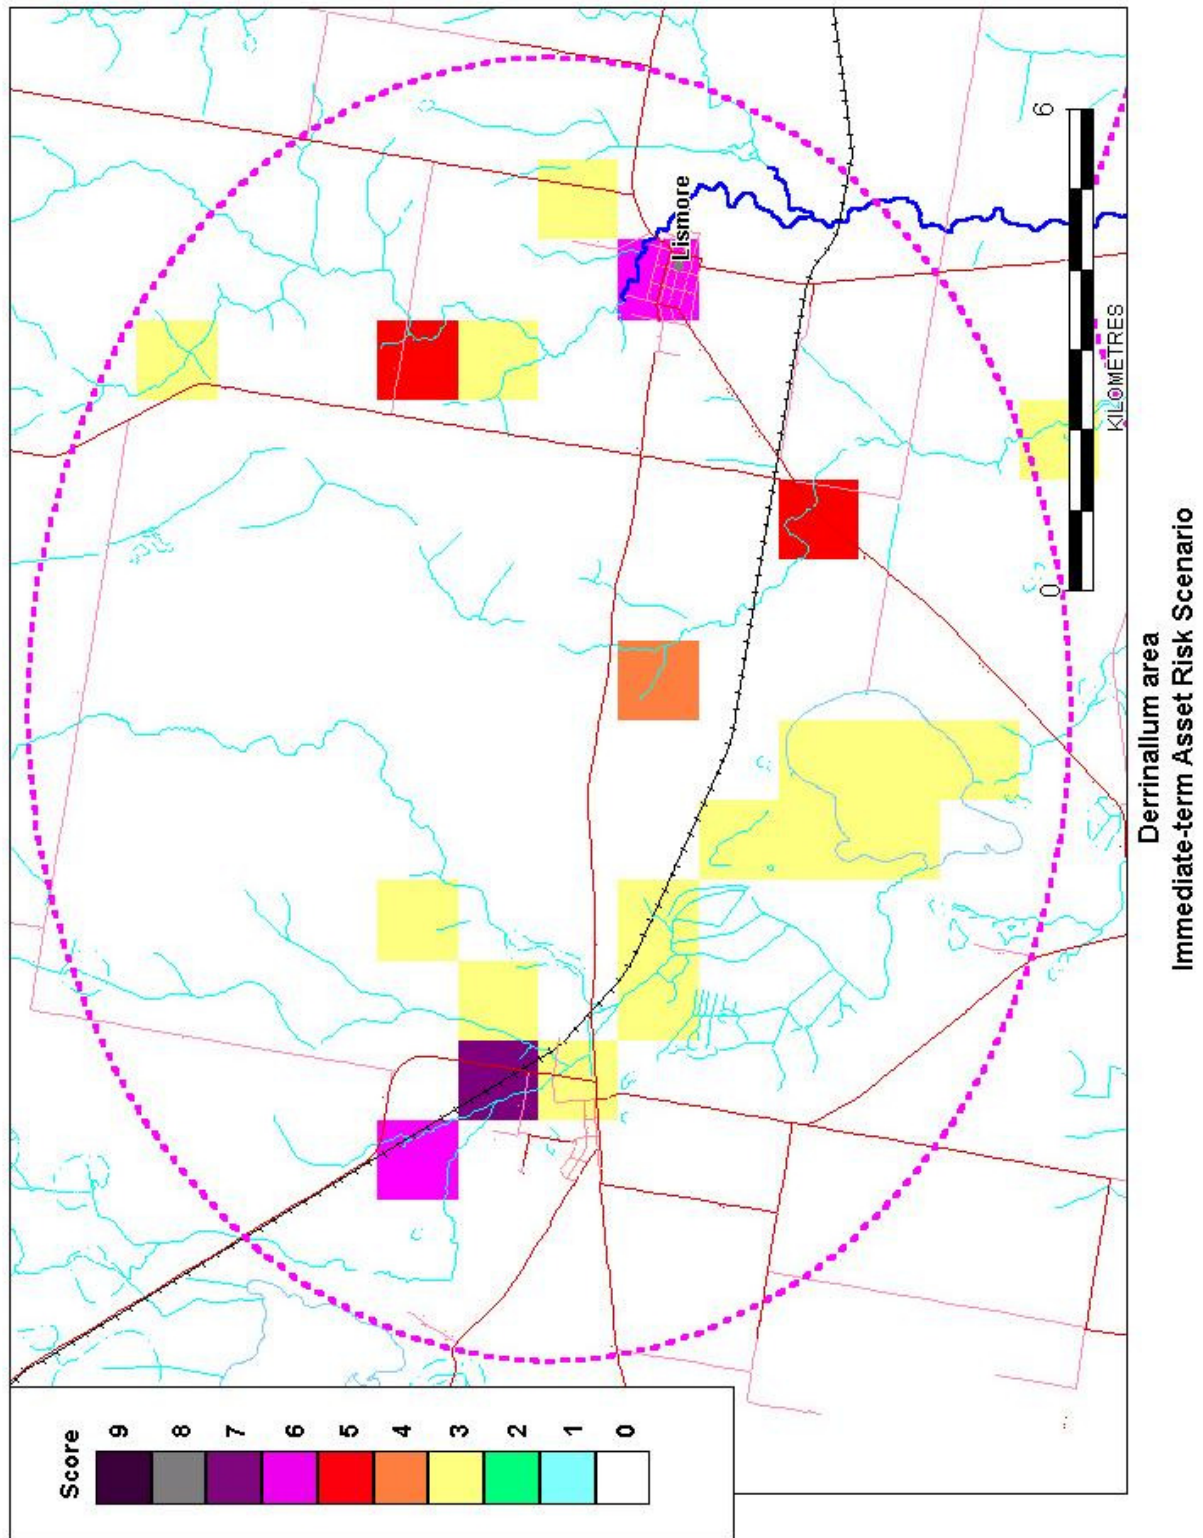 Lismore
Score
9
8
7
6
5
4
3
2
1
0
0
6
KILOMETRES
Derrinallum area
Immediate-term Asset Risk Scenario